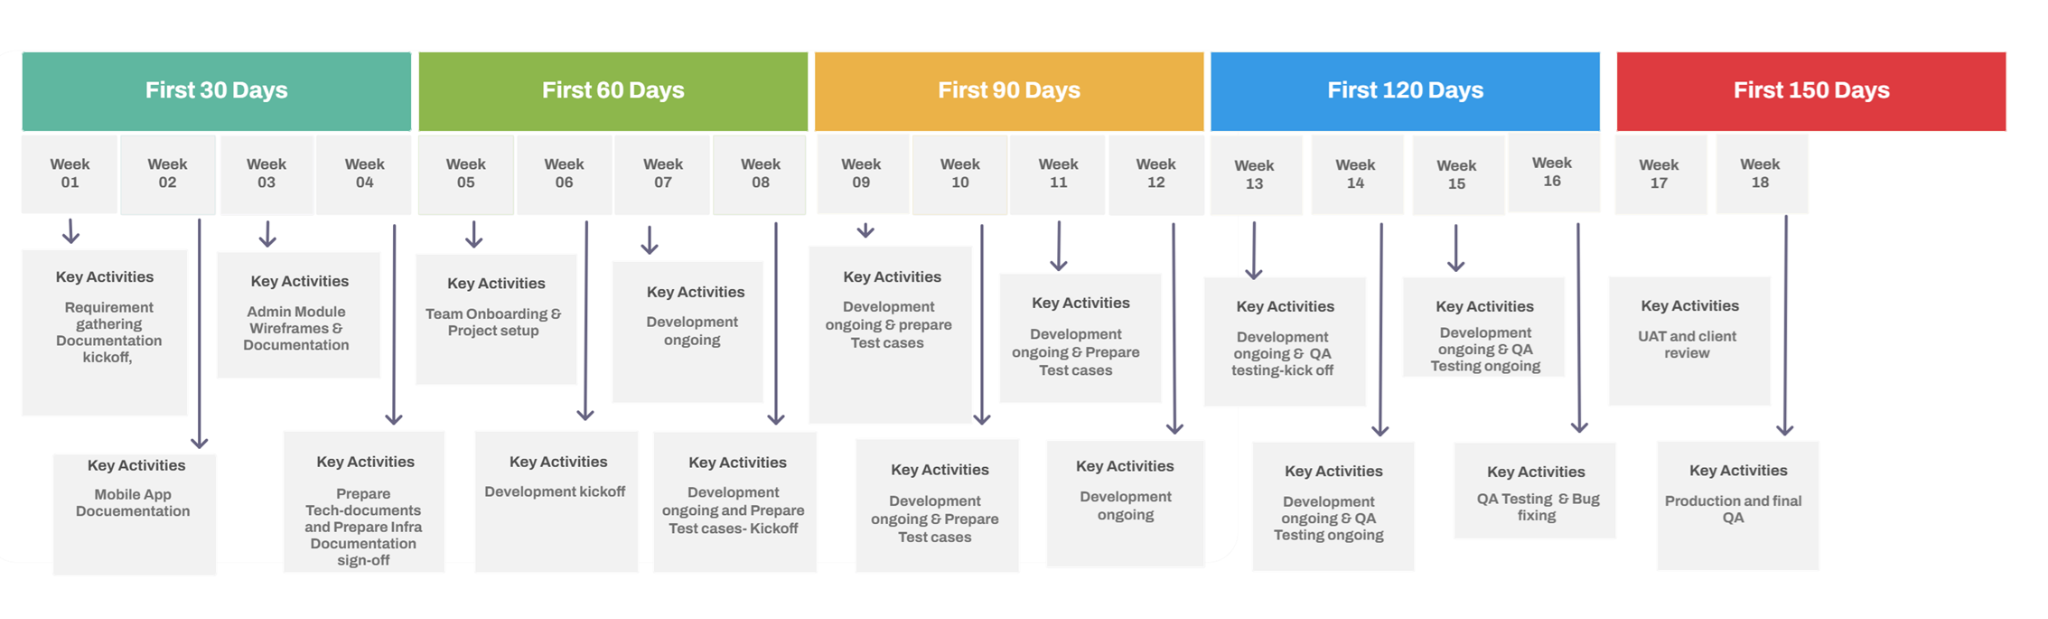 First 30 Days
First 60 Days
First 90 Days
First 120 Days
First 150 Days
Week
01
Week
02
Week
03
Week
04
Week
05
Week
06
Week
07
Week
08
Week
09
Week
10
Week
11
Week
12
Week
13
Week
14
Week
15
Week
16
Week
17
Week
18
Key Activities
Requirement
gathering
Documentation
kickoff,
Key Activities
Admin Module
Wireframes &
Documentation
Key Activities
Team Onboarding &
Project setup
Key Activities
Development
ongoing
Key Activities
Development
ongoing & prepare
Test cases
Key Activities
Development
ongoing & Prepare
Test cases
Key Activities
Development
ongoing & QA
testing-kick off
Key Activities
Development
ongoing & QA
Testing ongoing
Key Activities
UAT and client
review
Key Activities
Mobile App
Docuementation
Key Activities
Prepare
Tech-documents
and Prepare Infra
Documentation
sign-off
Key Activities
Development kickoff
Key Activities
Development
ongoing and Prepare
Test cases- Kickoff
Key Activities
Development
ongoing & Prepare
Test cases
Key Activities
Development
ongoing
Key Activities
Development
ongoing & QA
Testing ongoing
Key Activities
QA Testing & Bug
fixing
Key Activities
Production and final
QA